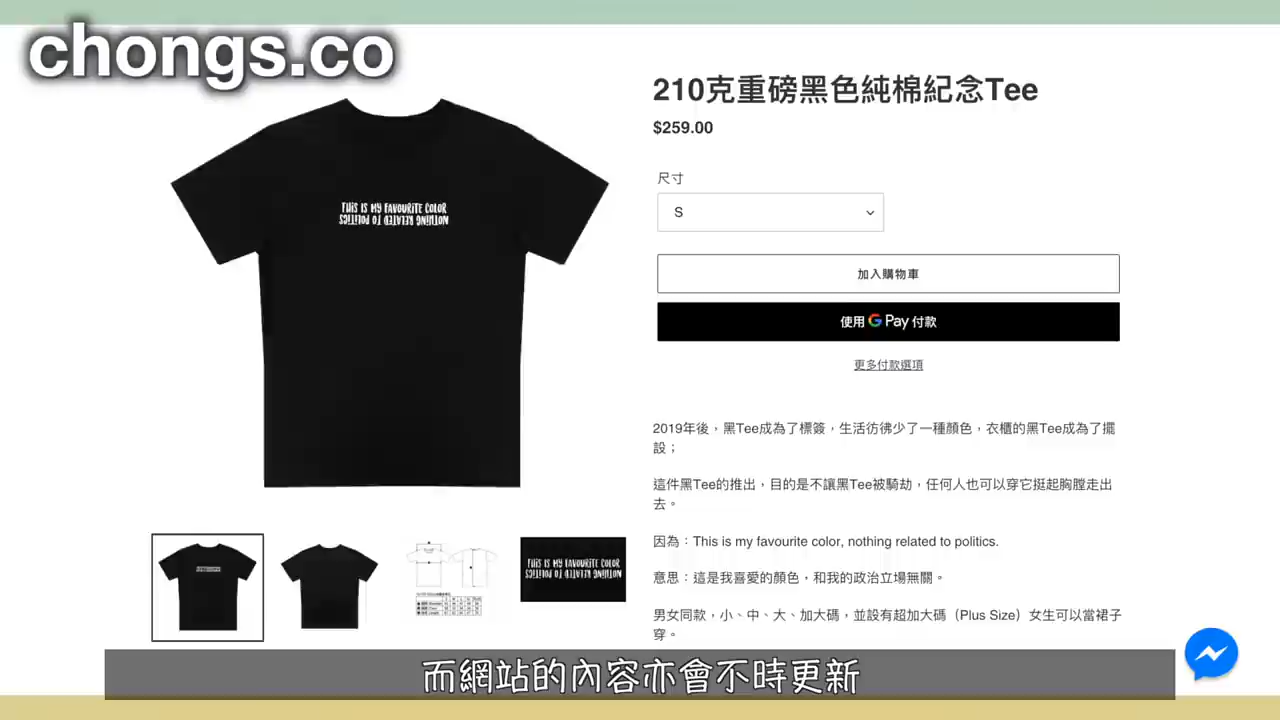 chongs.co
210克重磅黑色純棉紀念Tee
$259.00
尺寸
S
加入購物車
使用 G Pay 付款
更多付款選項
THIS IS MY FAVOURITE COLOR
NOTHING RELATED TO POLITICS
2019年後，黑Tee成為了標簽，生活彷彿少了一種顏色，衣櫃的黑Tee成為了擺
設；
這件黑Tee的推出，目的是不讓黑Tee被騎劫，任何人也可以穿它挺起胸膛走出
去。
因為：This is my favourite color, nothing related to politics.
意思：這是我喜愛的顏色，和我的政治立場無關。
男女同款，小、中、大、加大碼，並設有超加大碼（Plus Size）女生可以當裙子
穿。
THIS IS MY FAVOURITE COLOR
NOTHING RELATED TO POLITICS
而網站的內容亦會不時更新